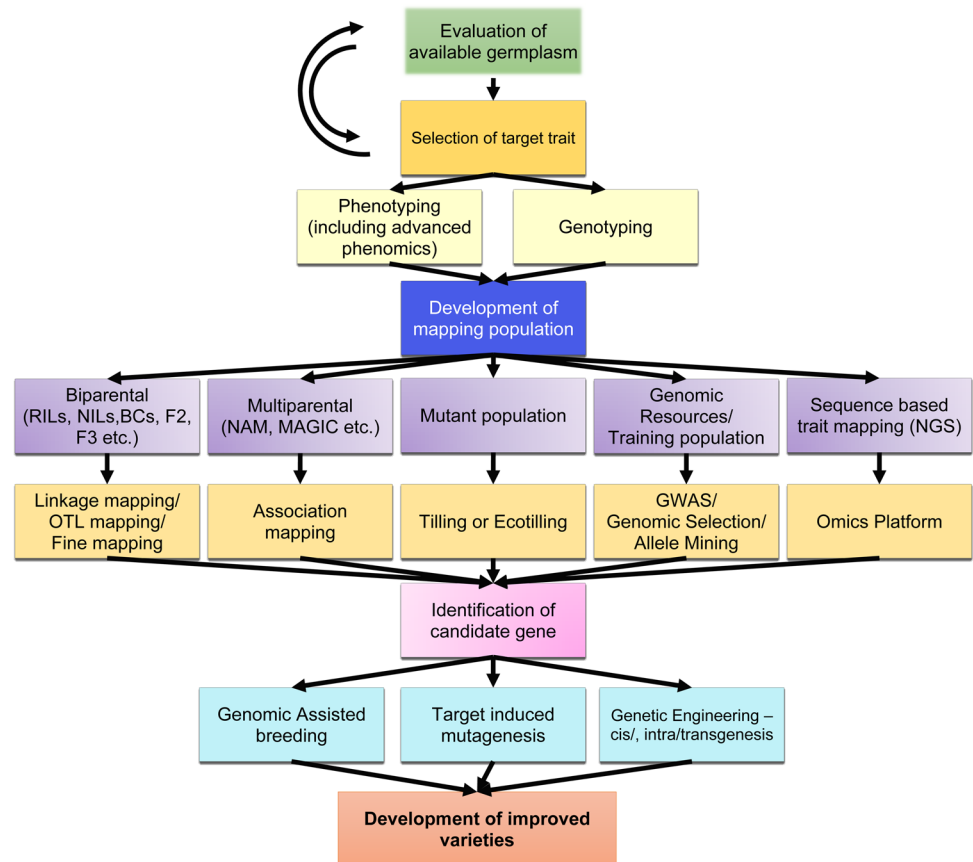 Evaluation of
available germplasm
Selection of target trait
Phenotyping
(including advanced
phenomics)
Genotyping
Development of
mapping population
Biparental
(RILs, NILs,BCs, F2,
F3 etc.)
Multiparental
(NAM, MAGIC etc.)
Mutant population
Genomic
Resources/
Training population
Sequence based
trait mapping (NGS)
Linkage mapping/
OTL mapping/
Fine mapping
Association
mapping
Tilling or Ecotilling
GWAS/
Genomic Selection/
Allele Mining
Omics Platform
Identification of
candidate gene
Genomic Assisted
breeding
Target induced
mutagenesis
Genetic Engineering –
cis/, intra/transgenesis
Development of improved
varieties